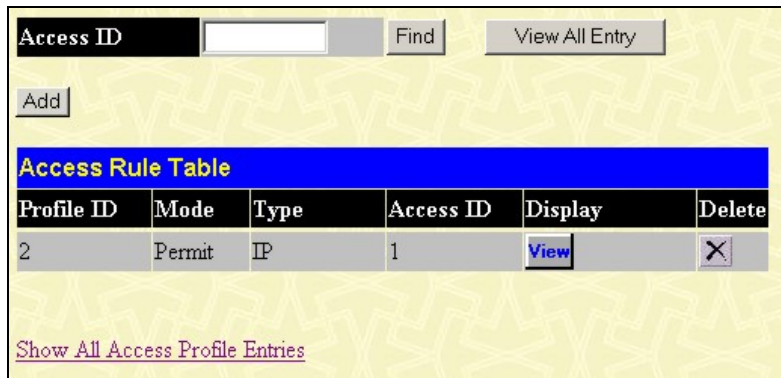 Access ID Find View All Entry
Add
Access Rule Table
Profile ID Mode Type Access ID Display Delete
2 Permit IP 1 View X
Show All Access Profile Entries